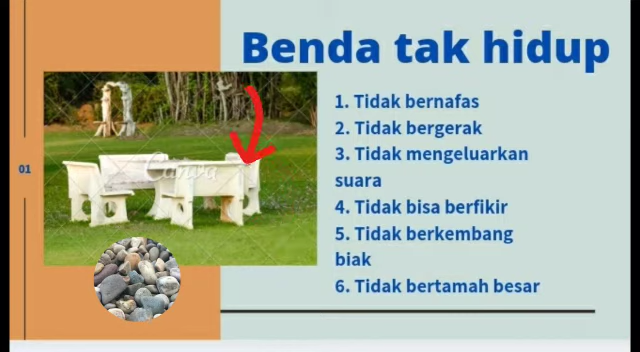 Benda tak hidup
1. Tidak bernafas
2. Tidak bergerak
3. Tidak mengeluarkan
suara
4. Tidak bisa berfikir
5. Tidak berkembang
biak
6. Tidak bertamah besar
01
Canva